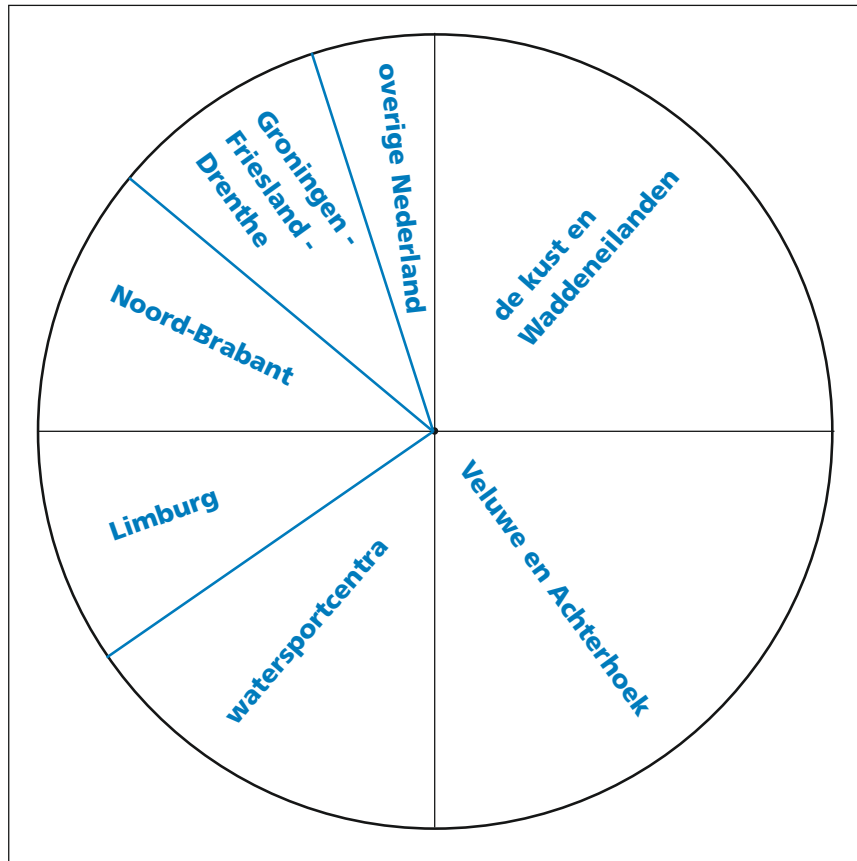 overige Nederland
Groningen -
Friesland -
Drenthe
de kust en
Waddeneilanden
Noord-Brabant
Limburg
watersportcentra
Veluwe en Achterhoek